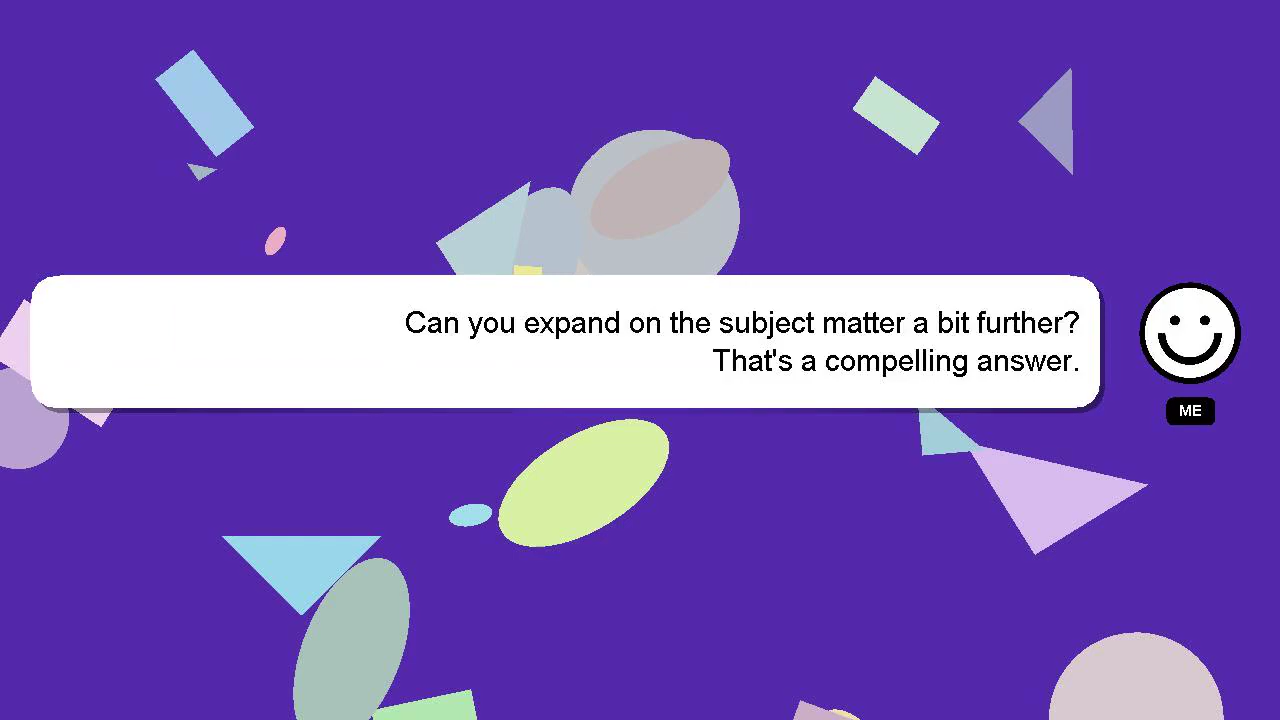 Can you expand on the subject matter a bit further?
That's a compelling answer.
ME